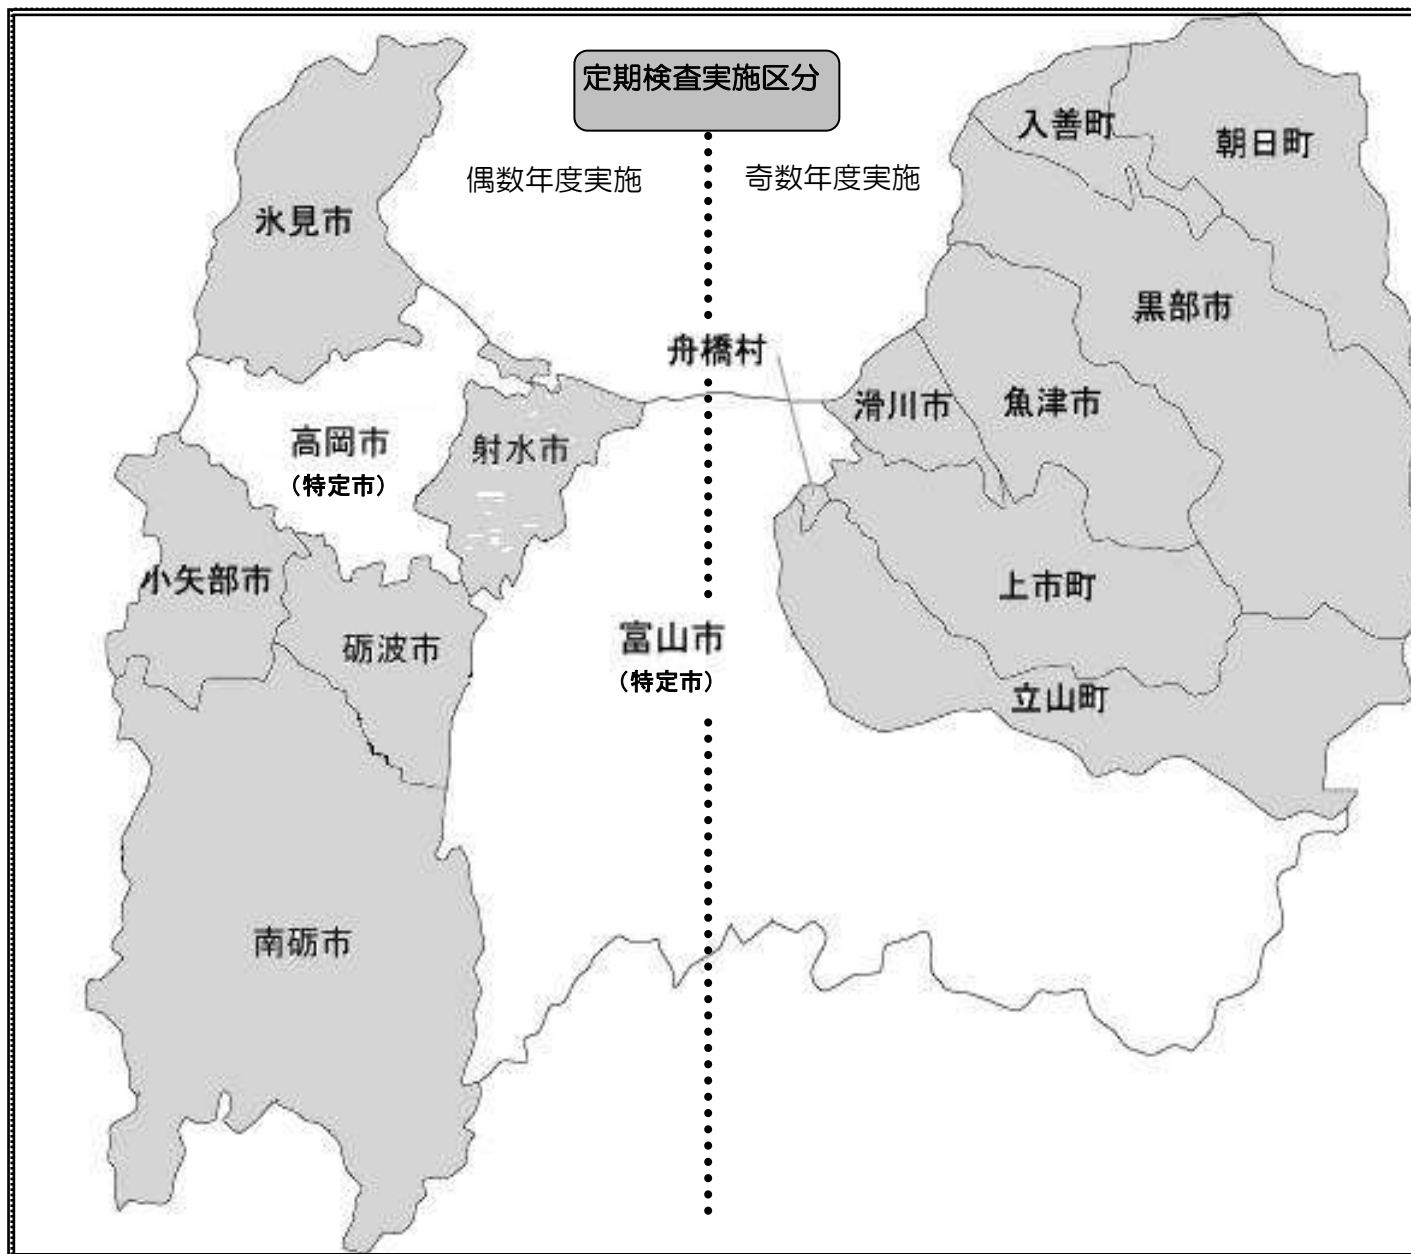 定期検査実施区分
偶数年度実施
奇数年度実施
入善町
朝日町
氷見市
黒部市
舟橋村
滑川市
魚津市
高岡市
(特定市)
射水市
小矢部市
砺波市
富山市
(特定市)
上市町
立山町
南砺市